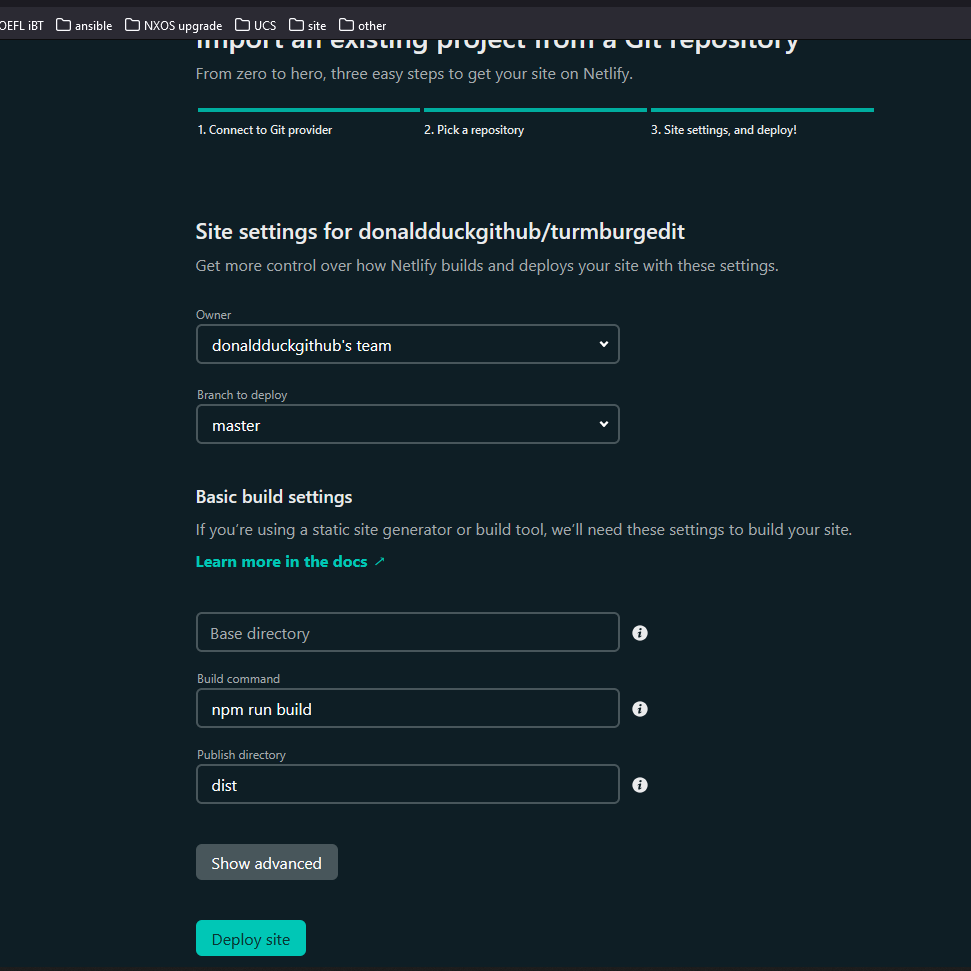 OEFL iBT ansible NXOS upgrade UCS site other
Import an existing project from a Git repository
From zero to hero, three easy steps to get your site on Netlify.
1. Connect to Git provider 2. Pick a repository 3. Site settings, and deploy!
Site settings for donaldduckgithub/turmburgedit
Get more control over how Netlify builds and deploys your site with these settings.
Owner
donaldduckgithub's team
Branch to deploy
master
Basic build settings
If you’re using a static site generator or build tool, we’ll need these settings to build your site.
Learn more in the docs ↗
Base directory
Build command
npm run build
Publish directory
dist
Show advanced
Deploy site